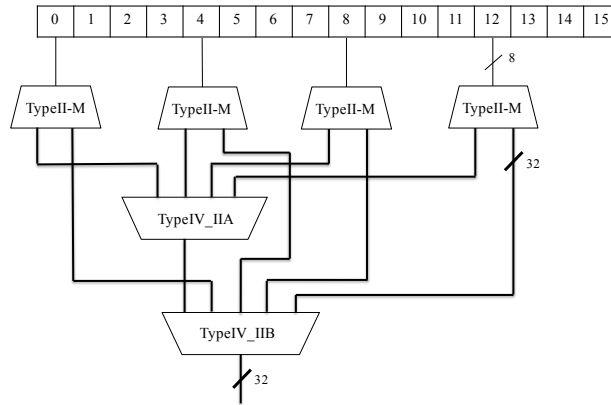 0 1 2 3 4 5 6 7 8 9 10 11 12 13 14 15
8
TypeII-M TypeII-M TypeII-M TypeII-M
32
TypeIV_IIA
TypeIV_IIB
32